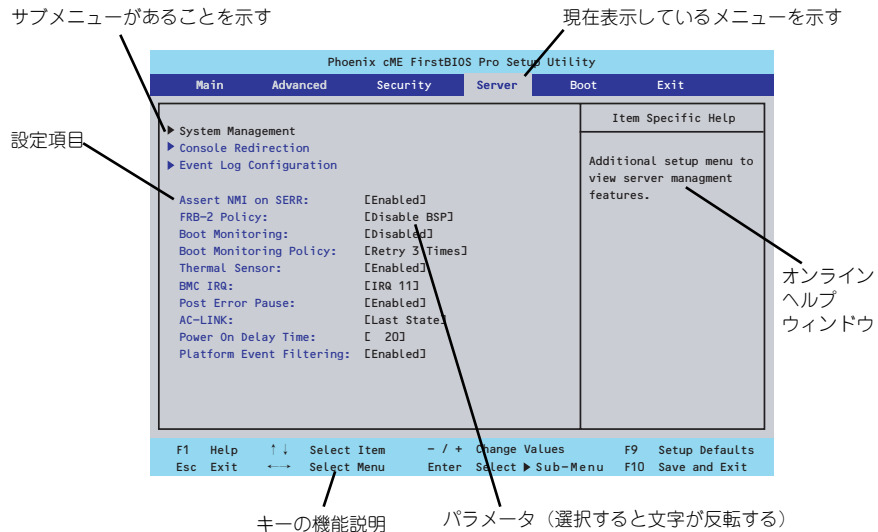 サブメニューがあることを示す
現在表示しているメニューを示す
Phoenix cME FirstBIOS Pro Setup Utility
Main Advanced Security Server Boot Exit
設定項目
▶ System Management
▶ Console Redirection
▶ Event Log Configuration
Assert NMI on SERR: [Enabled]
FRB-2 Policy: [Disable BSP]
Boot Monitoring: [Disabled]
Boot Monitoring Policy: [Retry 3 Times]
Thermal Sensor: [Enabled]
BMC IRQ: [IRQ 11]
Post Error Pause: [Enabled]
AC-LINK: [Last State]
Power On Delay Time: [ 20]
Platform Event Filtering: [Enabled]
Item Specific Help
Additional setup menu to
view server managment
features.
オンライン
ヘルプ
ウィンドウ
F1 Help ↑↓ Select Item - / + Change Values F9 Setup Defaults
Esc Exit ←→ Select Menu Enter Select ▶ Sub-Menu F10 Save and Exit
キーの機能説明
パラメータ（選択すると文字が反転する）